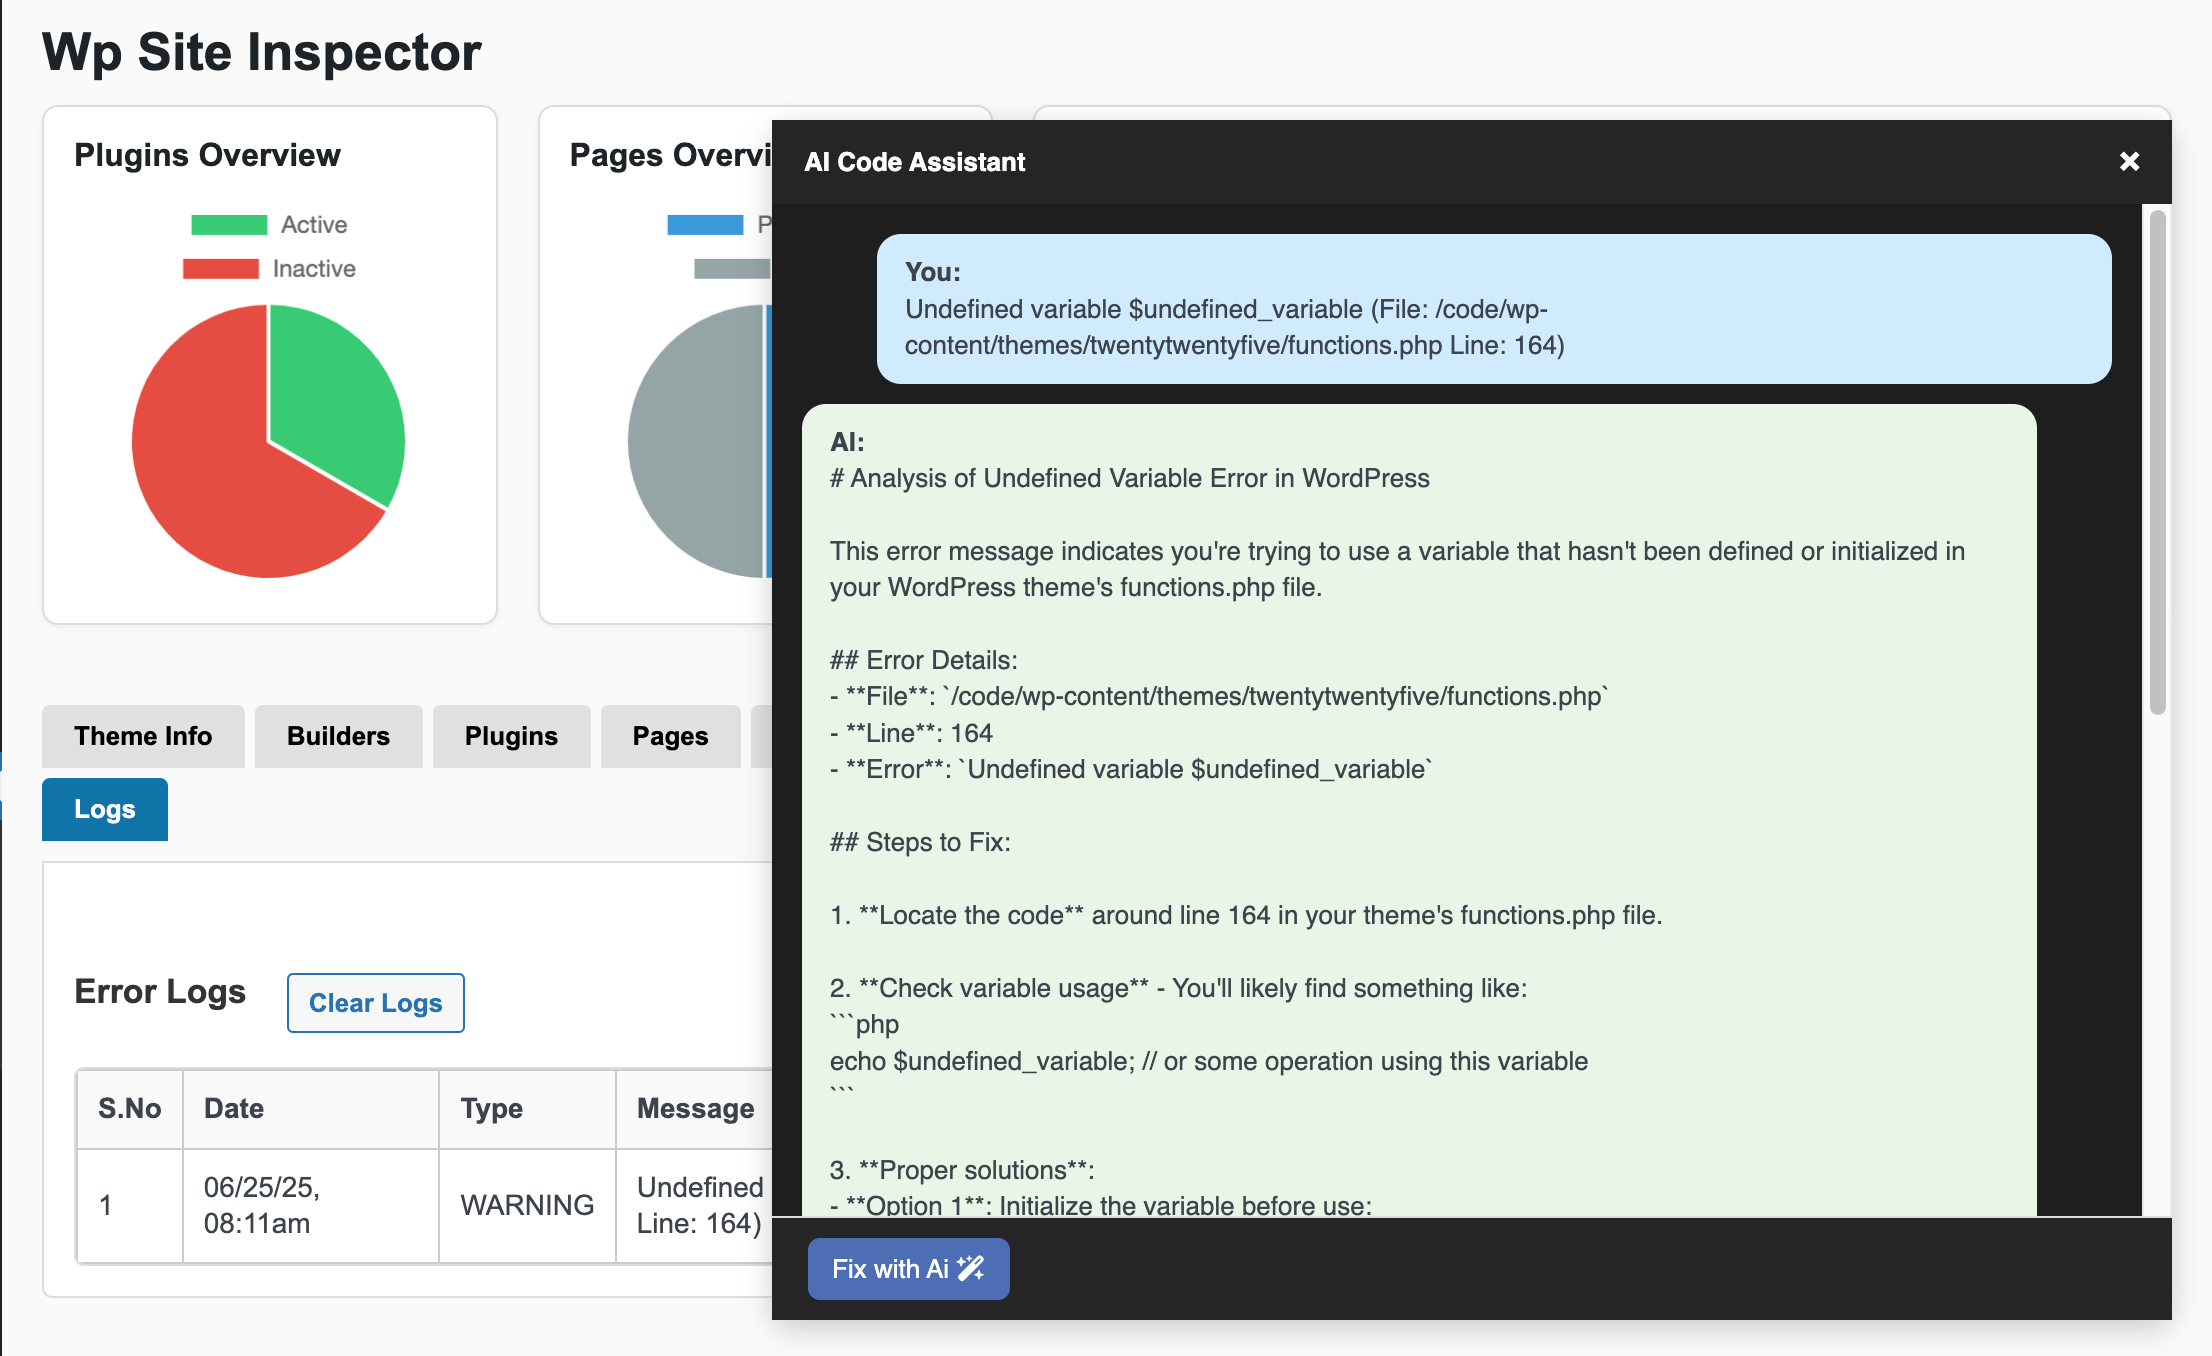 Wp Site Inspector
Plugins Overview
Active
Inactive
Pages
Theme Info
Builders
Plugins
Pages
Logs
Error Logs
Clear Logs
S.No
Date
Type
Message
1
06/25/25,
08:11am
WARNING
Undefined
Line: 164)
AI Code Assistant
You:
Undefined variable $undefined_variable (File: /code/wp-
content/themes/twentytwentyfive/functions.php Line: 164)
AI:
# Analysis of Undefined Variable Error in WordPress
This error message indicates you're trying to use a variable that hasn't been defined or initialized in
your WordPress theme's functions.php file.
## Error Details:
- **File**: `/code/wp-content/themes/twentytwentyfive/functions.php`
- **Line**: 164
- **Error**: `Undefined variable $undefined_variable`
## Steps to Fix:
1. **Locate the code** around line 164 in your theme's functions.php file.
2. **Check variable usage** - You'll likely find something like:
```php
echo $undefined_variable; // or some operation using this variable
```
3. **Proper solutions**:
- **Option 1**: Initialize the variable before use:
Fix with Ai